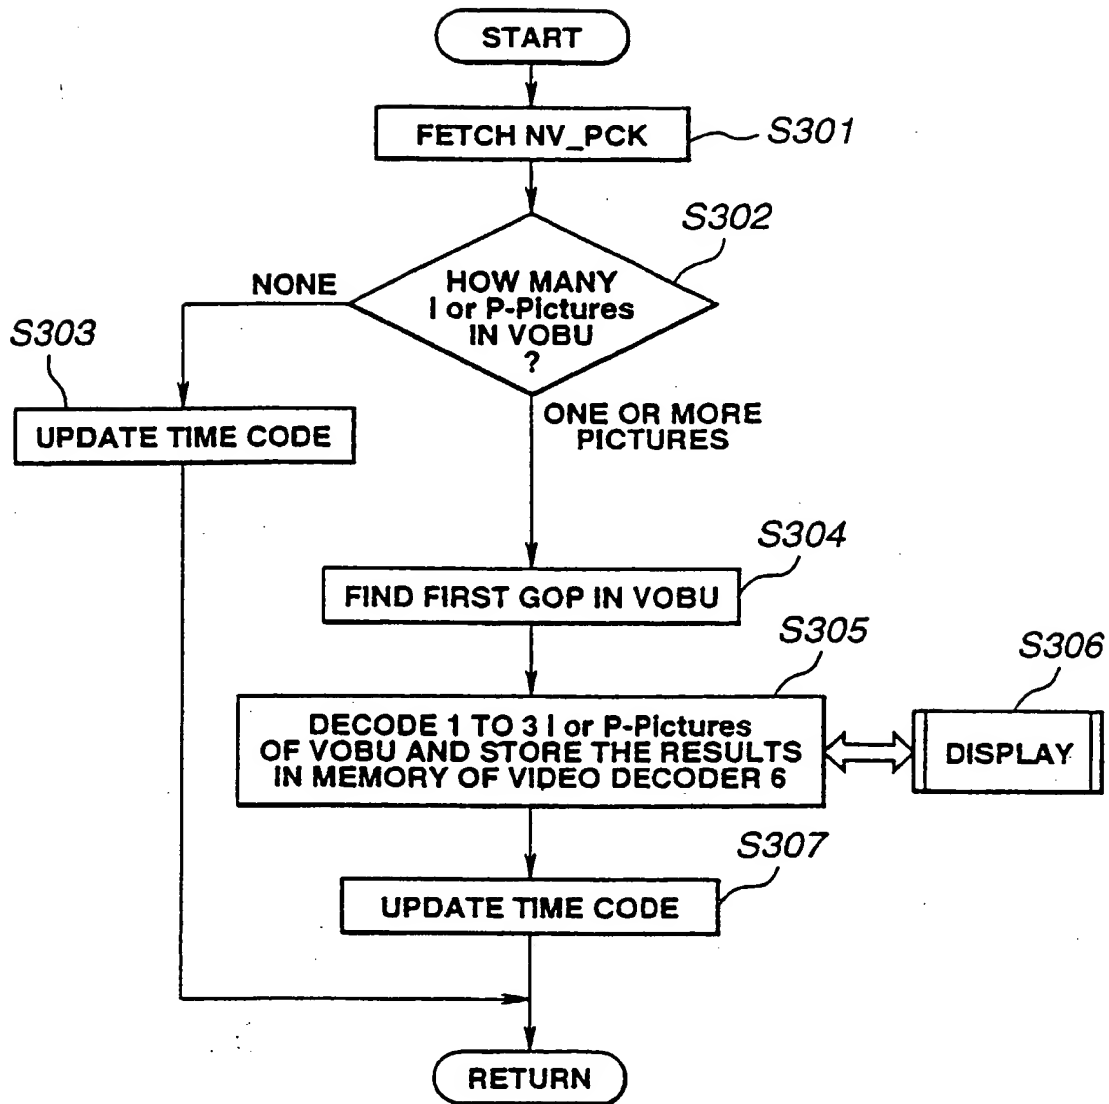 START
FETCH NV_PCK
S301
S302
HOW MANY
I or P-Pictures
IN VOBU
?
NONE
S303
UPDATE TIME CODE
ONE OR MORE
PICTURES
S304
FIND FIRST GOP IN VOBU
S305
DECODE 1 TO 3 I or P-Pictures
OF VOBU AND STORE THE RESULTS
IN MEMORY OF VIDEO DECODER 6
S306
DISPLAY
S307
UPDATE TIME CODE
RETURN